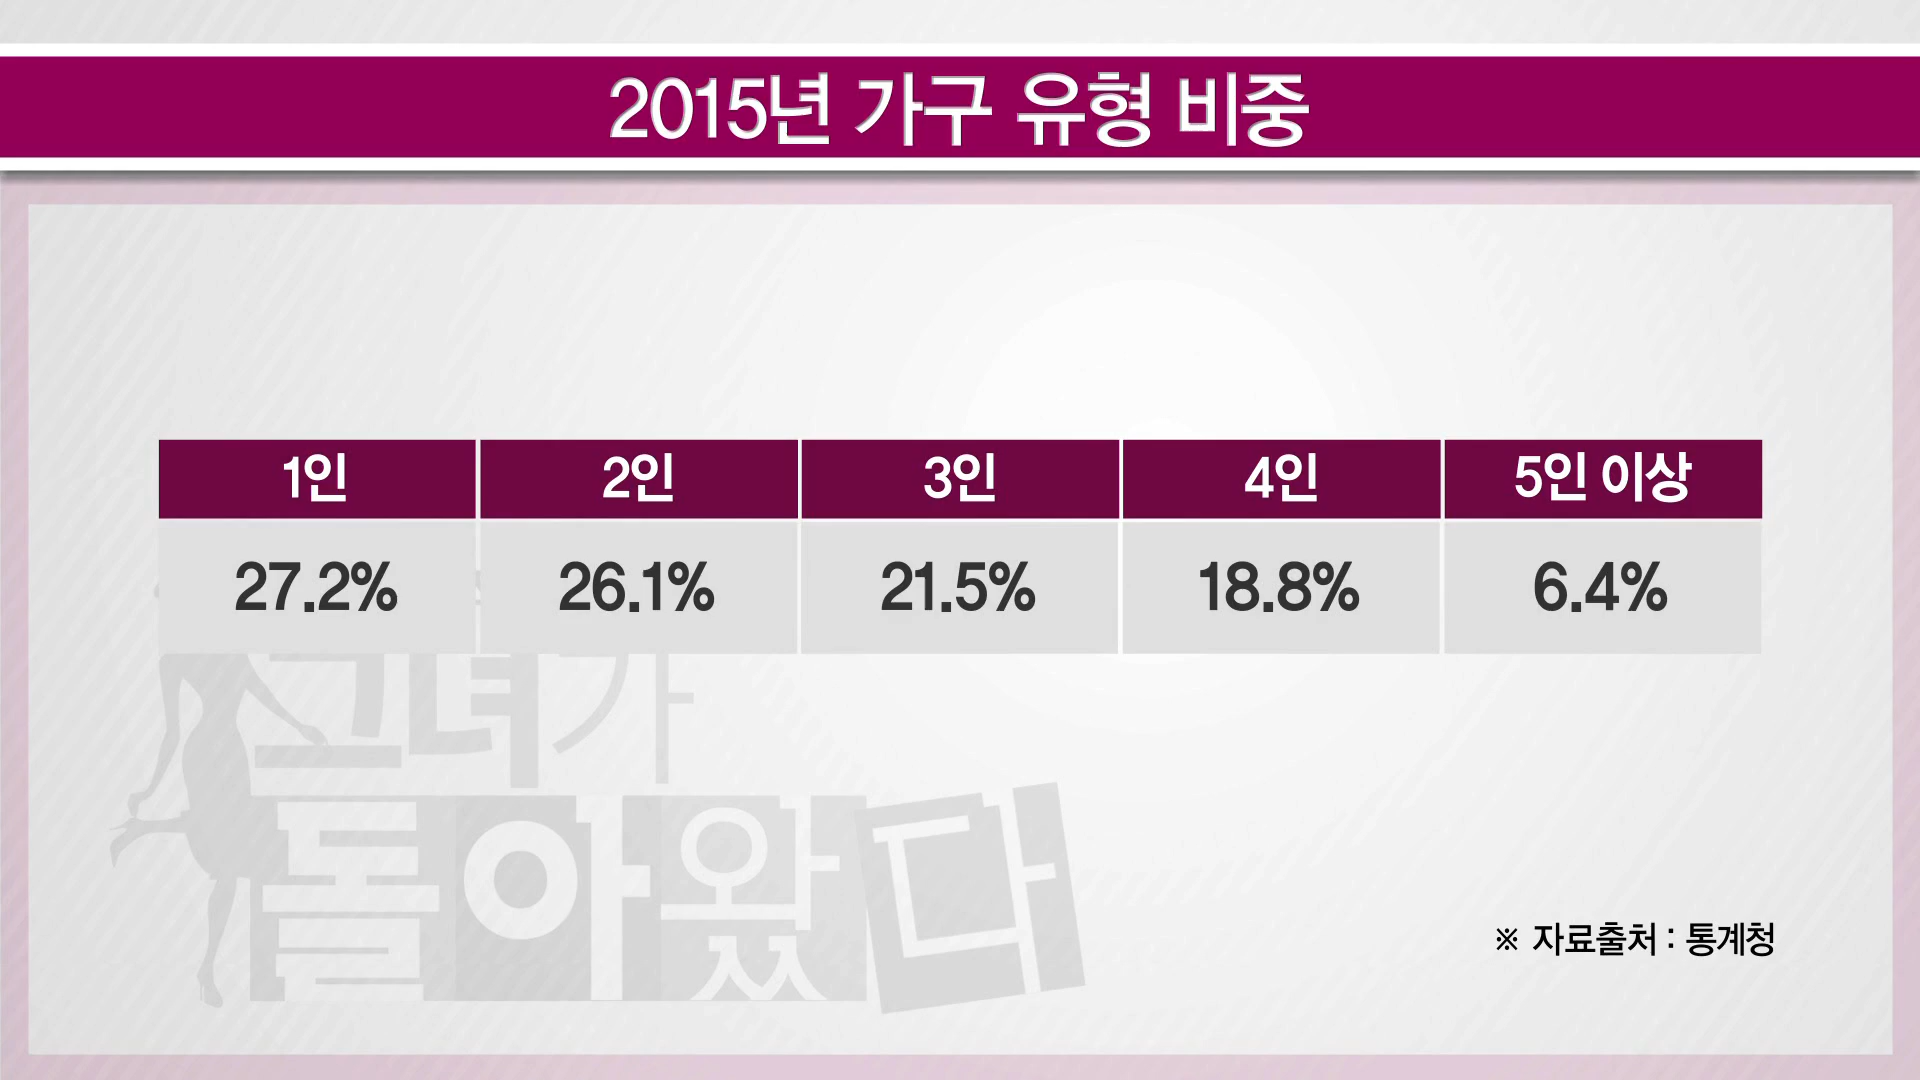 2015년 가구 유형 비중
1인 2인 3인 4인 5인 이상
27.2% 26.1% 21.5% 18.8% 6.4%
그녀가
돌아왔다
※ 자료출처 : 통계청